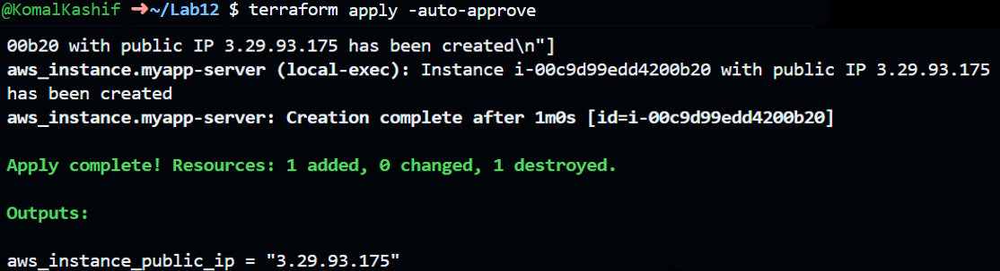 @KomalKashif ➜~/Lab12 $ terraform apply -auto-approve
00b20 with public IP 3.29.93.175 has been created\n"]
aws_instance.myapp-server (local-exec): Instance i-00c9d99edd4200b20 with public IP 3.29.93.175
has been created
aws_instance.myapp-server: Creation complete after 1m0s [id=i-00c9d99edd4200b20]
Apply complete! Resources: 1 added, 0 changed, 1 destroyed.
Outputs:
aws_instance_public_ip = "3.29.93.175"